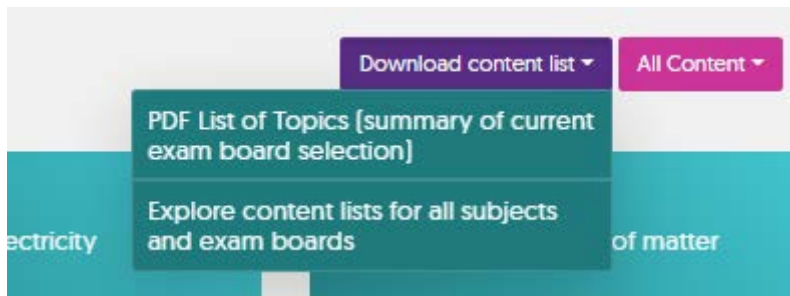 Download content list
All Content
PDF List of Topics (summary of current
exam board selection)
Explore content lists for all subjects
and exam boards
ectricity
of matter